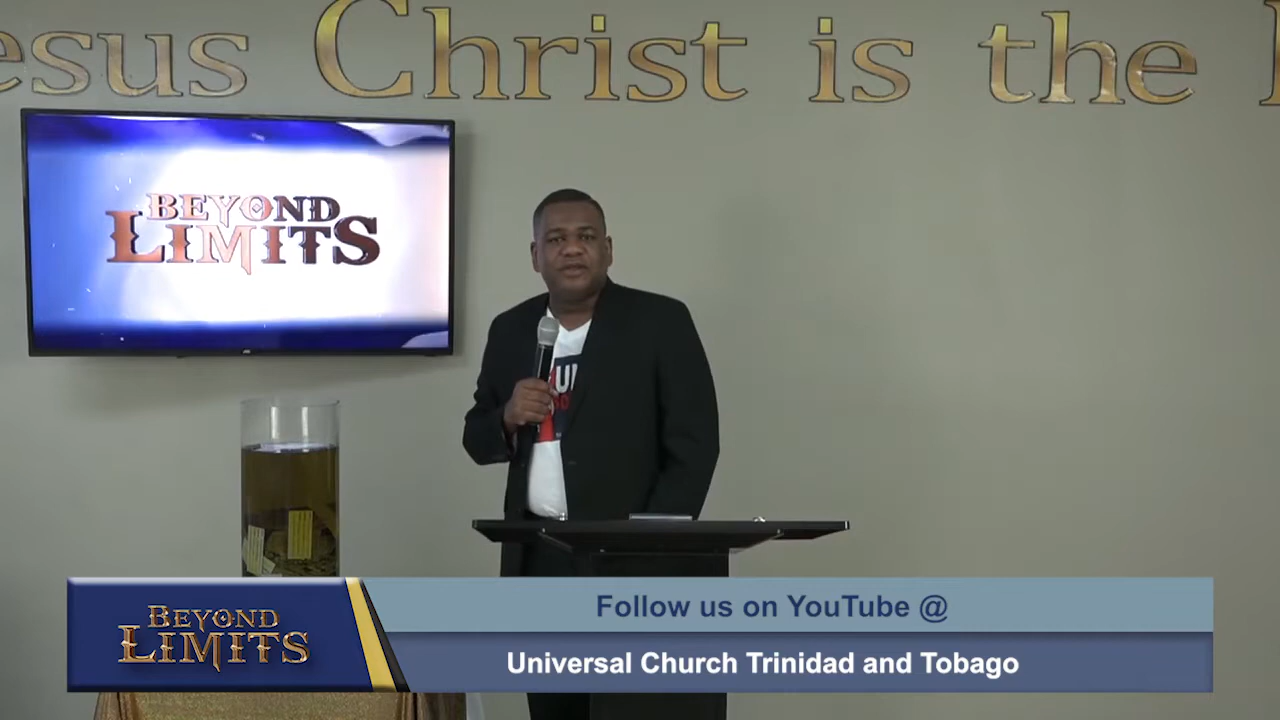 esus Christ is the
BEYOND
LIMITS
BEYOND
LIMITS
Follow us on YouTube @
Universal Church Trinidad and Tobago